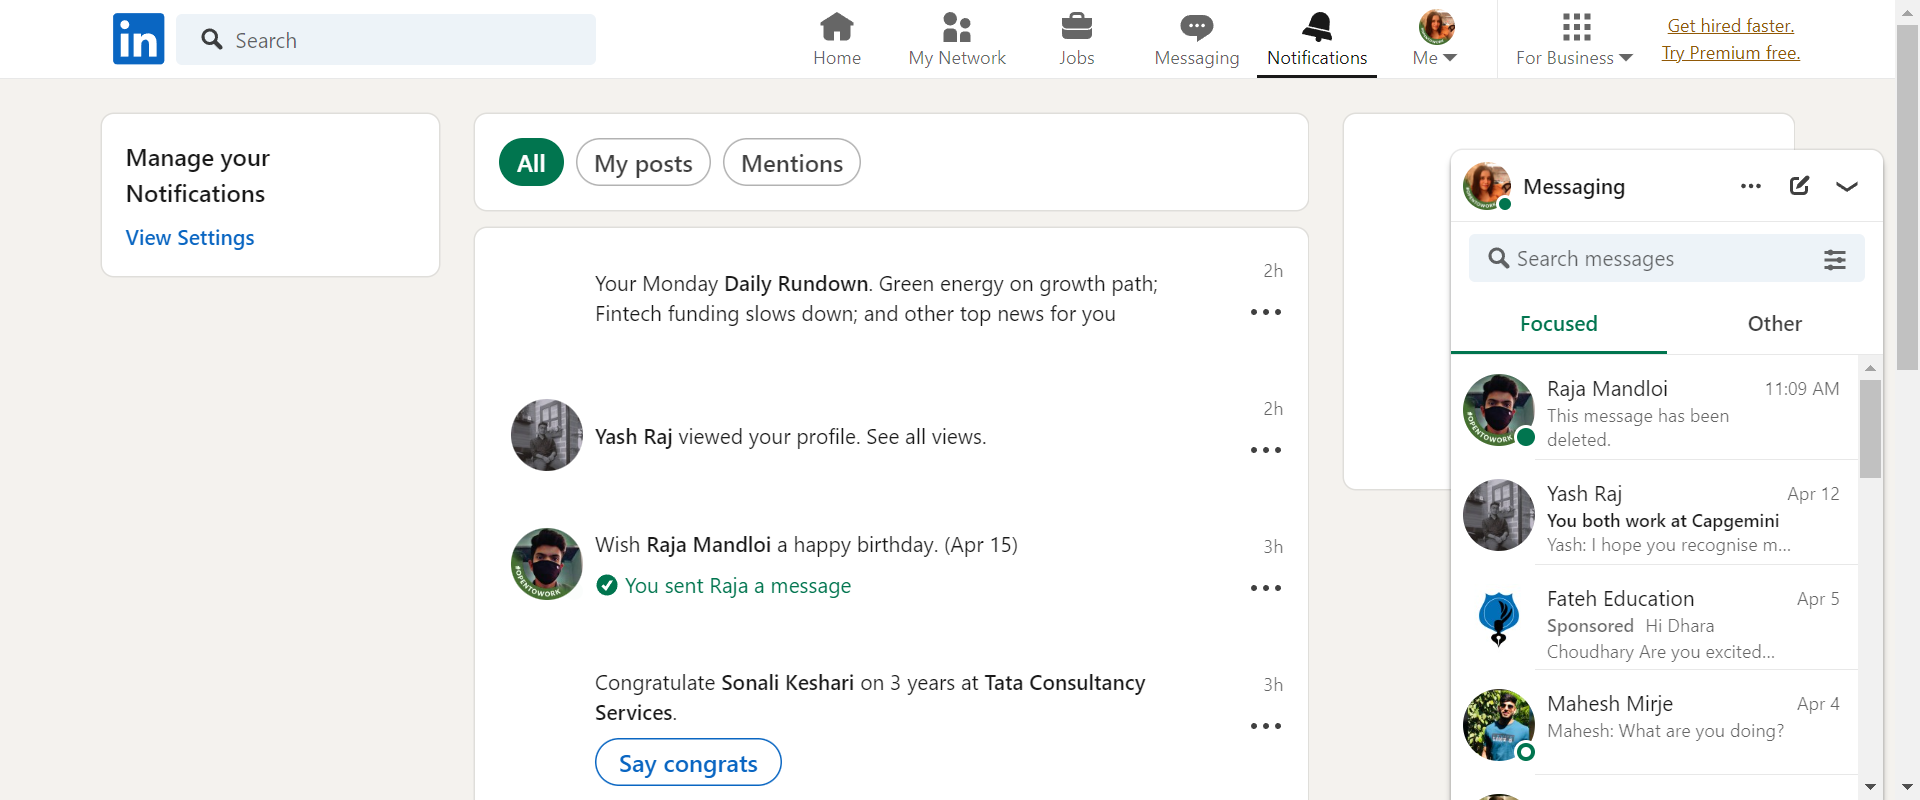 in
Search
Home
My Network
Jobs
Messaging
Notifications
Me
For Business
Get hired faster.
Try Premium free.
Manage your
Notifications
View Settings
All
My posts
Mentions
Your Monday Daily Rundown. Green energy on growth path;
Fintech funding slows down; and other top news for you
2h
Yash Raj viewed your profile. See all views.
2h
#OPENTOWORK
Wish Raja Mandloi a happy birthday. (Apr 15)
You sent Raja a message
3h
Congratulate Sonali Keshari on 3 years at Tata Consultancy
Services.
3h
Say congrats
Messaging
Search messages
Focused
Other
#OPENTOWORK
Raja Mandloi
11:09 AM
This message has been
deleted.
Yash Raj
Apr 12
You both work at Capgemini
Yash: I hope you recognise m...
Fateh Education
Apr 5
Sponsored Hi Dhara
Choudhary Are you excited...
Mahesh Mirje
Apr 4
Mahesh: What are you doing?